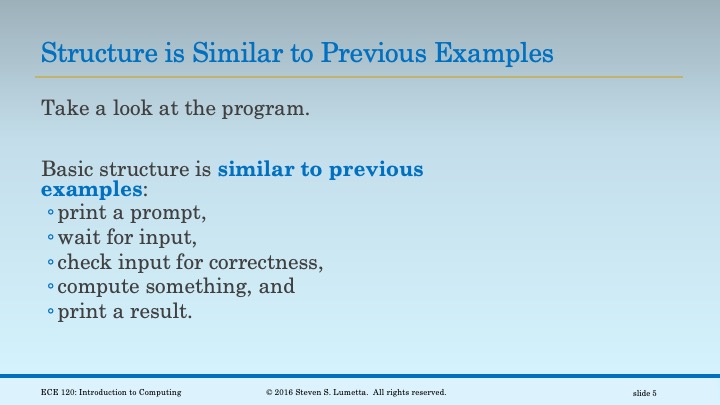 Structure is Similar to Previous Examples
Take a look at the program.
Basic structure is similar to previous
examples:
◦print a prompt,
◦wait for input,
◦check input for correctness,
◦compute something, and
◦print a result.
ECE 120: Introduction to Computing © 2016 Steven S. Lumetta. All rights reserved. slide 5